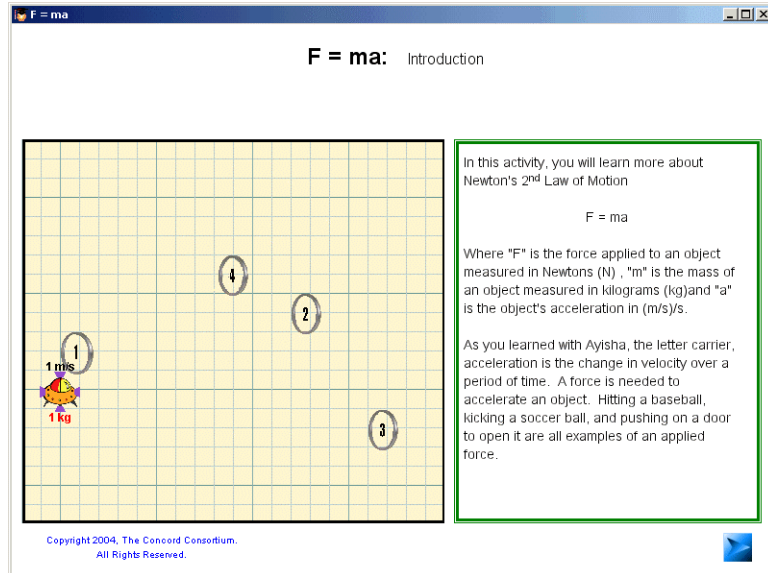 F = ma
F = ma: Introduction
4
2
1
1 m/s
1 kg
3
In this activity, you will learn more about
Newton's 2nd Law of Motion
F = ma
Where "F" is the force applied to an object
measured in Newtons (N) , "m" is the mass of
an object measured in kilograms (kg)and "a"
is the object's acceleration in (m/s)/s.
As you learned with Ayisha, the letter carrier,
acceleration is the change in velocity over a
period of time. A force is needed to
accelerate an object. Hitting a baseball,
kicking a soccer ball, and pushing on a door
to open it are all examples of an applied
force.
Copyright 2004, The Concord Consortium.
All Rights Reserved.